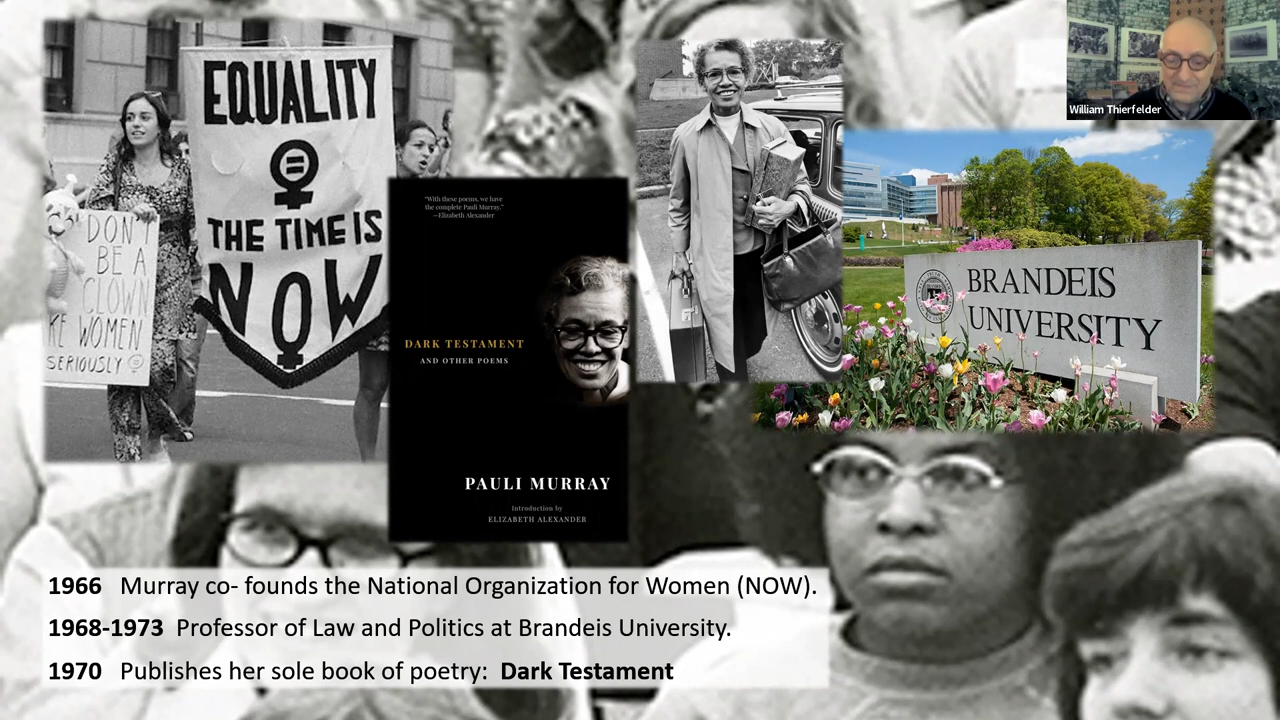 EQUALITY
THE TIME IS
NOW
DON'T
BE A
CLOWN
KE WOMEN
SERIOUSLY
"With these poems, we have
the complete Pauli Murray."
—Elizabeth Alexander
DARK TESTAMENT
AND OTHER POEMS
PAULI MURRAY
Introduction by
ELIZABETH ALEXANDER
BRANDEIS
UNIVERSITY
William Thierfelder
1966 Murray co- founds the National Organization for Women (NOW).
1968-1973 Professor of Law and Politics at Brandeis University.
1970 Publishes her sole book of poetry: Dark Testament